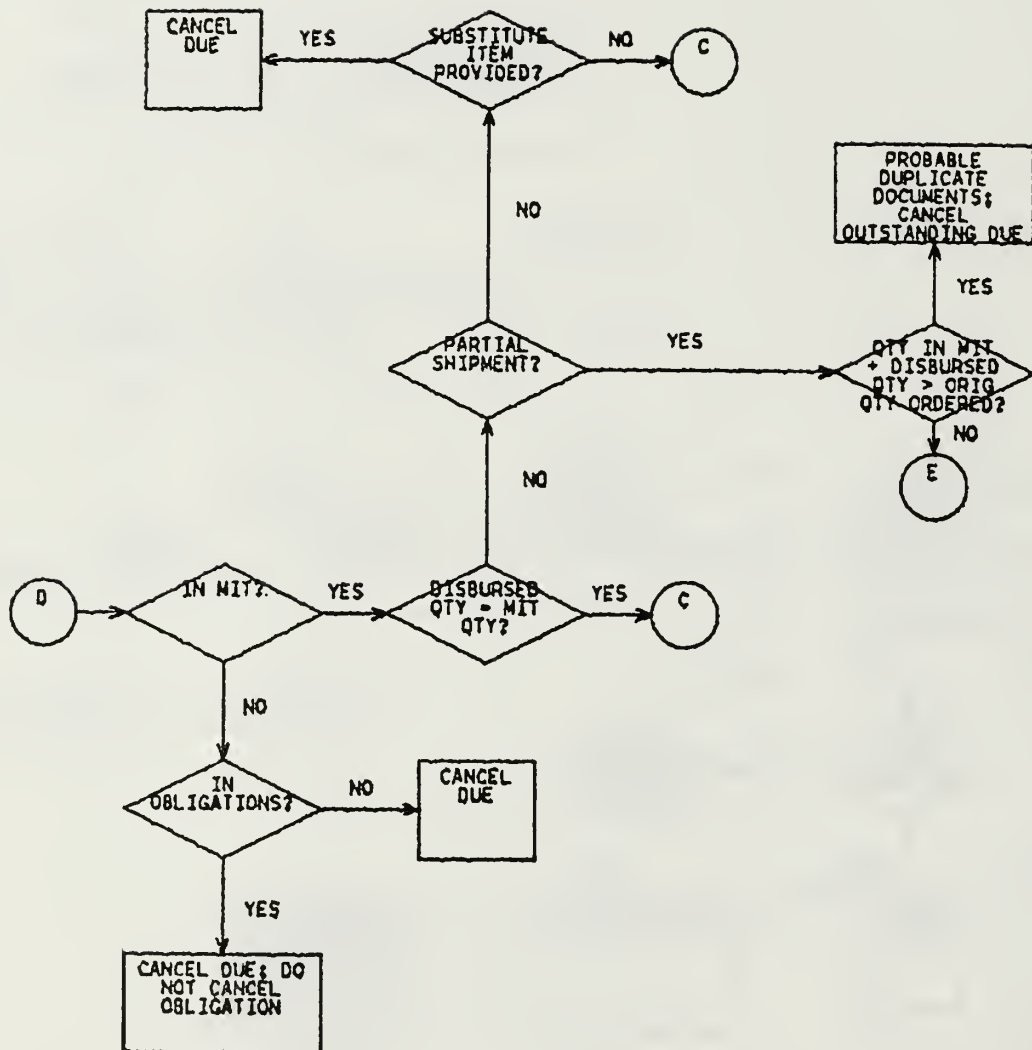 CANCEL
DUE
YES
SUBSTITUTE
ITEM
PROVIDED?
NO
C
NO
PROBABLE
DUPLICATE
DOCUMENTS;
CANCEL
OUTSTANDING DUE
YES
PARTIAL
SHIPMENT?
YES
QTY IN MIT
+ DISBURSED
QTY > ORIG
QTY ORDERED?
NO
E
NO
D
IN MIT?
YES
DISBURSED
QTY = MIT
QTY?
YES
C
NO
IN
OBLIGATIONS?
NO
CANCEL
DUE
YES
CANCEL DUE; DO
NOT CANCEL
OBLIGATION